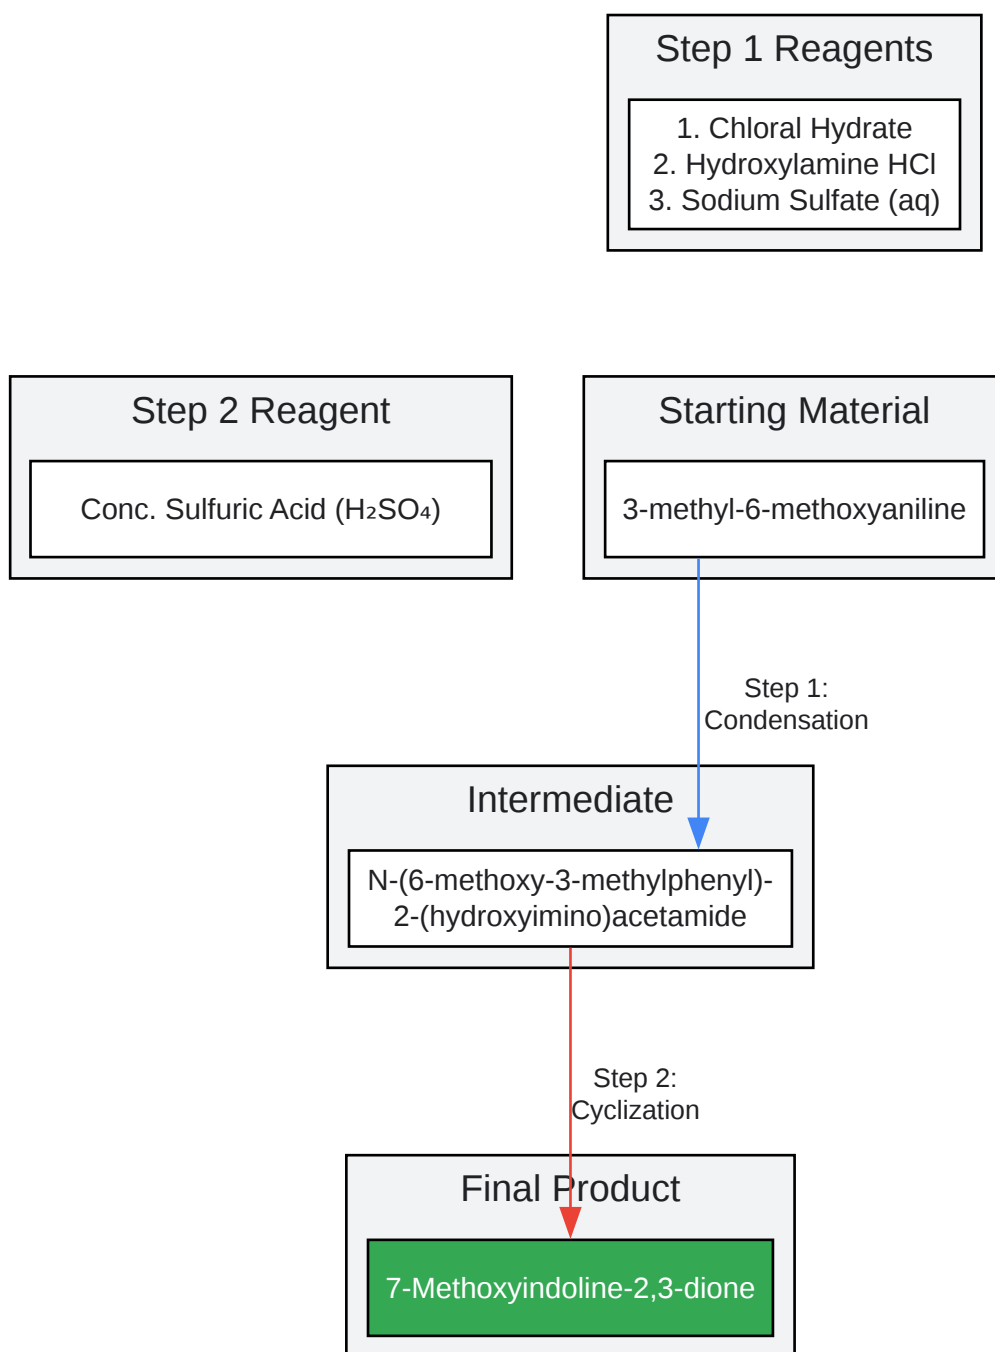 Step 1 Reagents
1. Chloral Hydrate
2. Hydroxylamine HCl
3. Sodium Sulfate (aq)
Step 2 Reagent
Conc. Sulfuric Acid (H₂SO₄)
Starting Material
3-methyl-6-methoxyaniline
Step 1:
Condensation
Intermediate
N-(6-methoxy-3-methylphenyl)-
2-(hydroxyimino)acetamide
Step 2:
Cyclization
Final Product
7-Methoxyindoline-2,3-dione